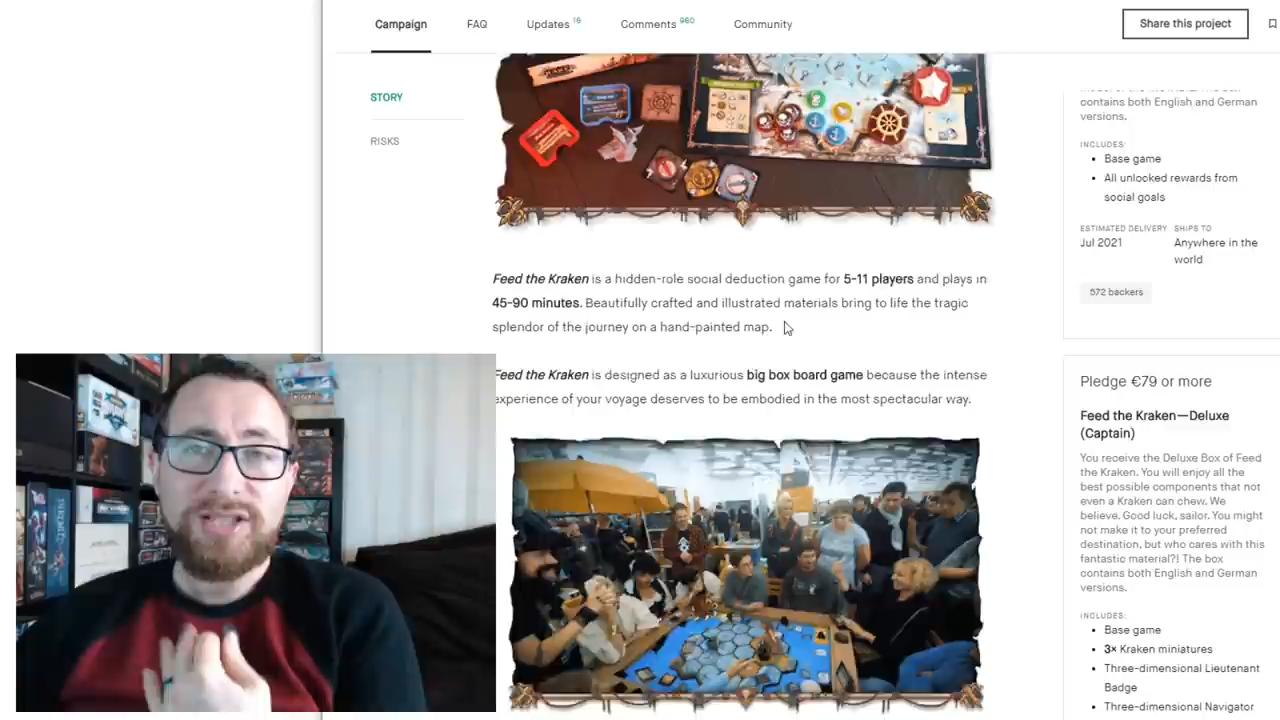 Campaign
FAQ
Updates 16
Comments 960
Community
Share this project
STORY
RISKS
Feed the Kraken is a hidden-role social deduction game for 5-11 players and plays in
45-90 minutes. Beautifully crafted and illustrated materials bring to life the tragic
splendor of the journey on a hand-painted map.
Feed the Kraken is designed as a luxurious big box board game because the intense
experience of your voyage deserves to be embodied in the most spectacular way.
contains both English and German
versions.
INCLUDES:
• Base game
• All unlocked rewards from
social goals
ESTIMATED DELIVERY
Jul 2021
SHIPS TO
Anywhere in the
world
572 backers
Pledge €79 or more
Feed the Kraken—Deluxe
(Captain)
You receive the Deluxe Box of Feed
the Kraken. You will enjoy all the
best possible components that not
even a Kraken can chew. We
believe. Good luck, sailor. You might
not make it to your preferred
destination, but who cares with this
fantastic material?! The box
contains both English and German
versions.
INCLUDES:
• Base game
• 3× Kraken miniatures
• Three-dimensional Lieutenant
Badge
• Three-dimensional Navigator